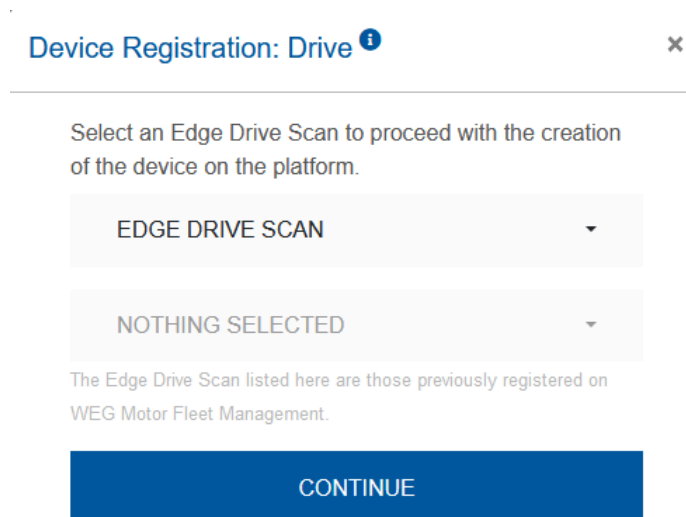 Device Registration: Drive
Select an Edge Drive Scan to proceed with the creation
of the device on the platform.
EDGE DRIVE SCAN
NOTHING SELECTED
The Edge Drive Scan listed here are those previously registered on
WEG Motor Fleet Management.
CONTINUE